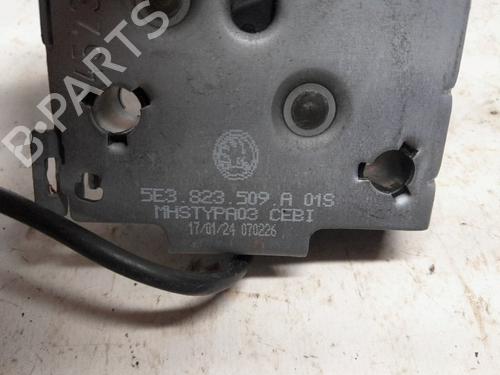 B-PARTS
5E3.823.509.A 01S
MHSTYPA03 CEBI
17/01/24 070226